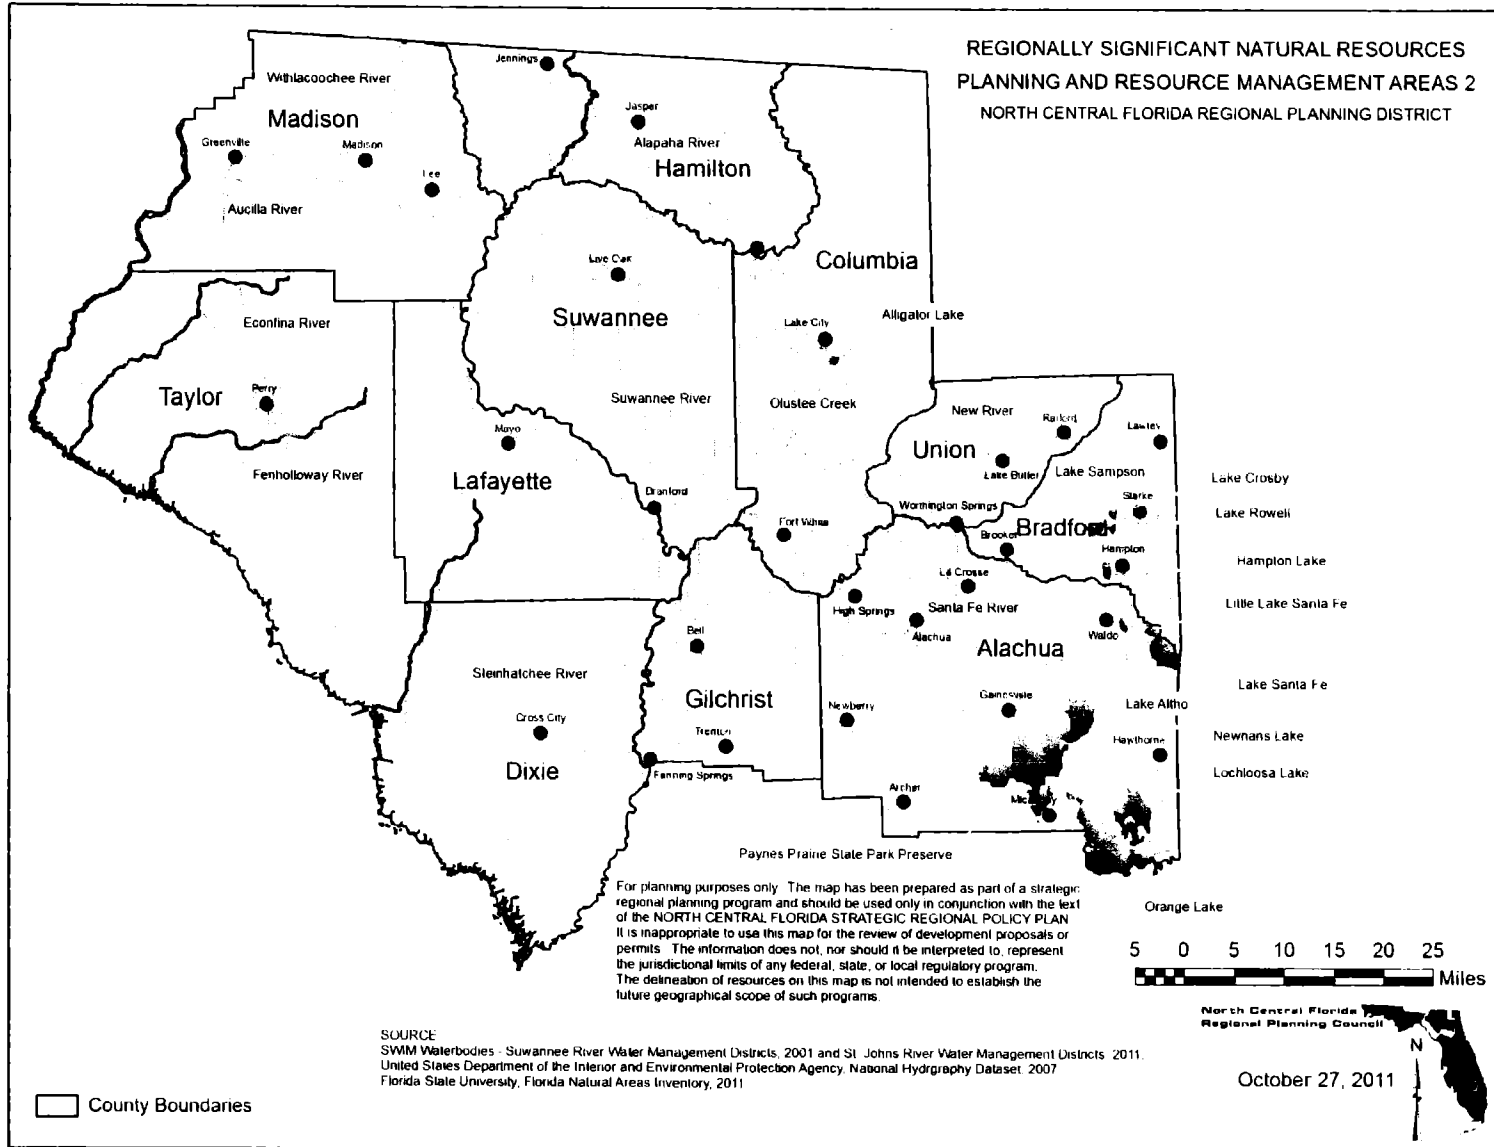 REGIONALLY SIGNIFICANT NATURAL RESOURCES
PLANNING AND RESOURCE MANAGEMENT AREAS 2
NORTH CENTRAL FLORIDA REGIONAL PLANNING DISTRICT
Jennings
Withlacoochee River
Madison
Jasper
Alapaha River
Hamilton
Greenville
Madison
Lee
Aucilla River
Live Oak
Columbia
Suwannee
Alligator Lake
Lake City
Econfina River
Taylor
Perry
Suwannee River
Olustee Creek
New River
Raiford
Lawtey
Mayo
Union
Lake Butler
Lake Sampson
Fenholloway River
Lafayette
Lake Crosby
Branford
Worthington Springs
Starke
Lake Rowell
Fort White
Bradford
Brooker
Hampton
Hampton Lake
La Crosse
High Springs
Santa Fe River
Little Lake Santa Fe
Alachua
Waldo
Bell
Alachua
Steinhatchee River
Lake Santa Fe
Gilchrist
Gainesville
Lake Altho
Newberry
Cross City
Trenton
Hawthorne
Newnans Lake
Dixie
Fanning Springs
Lochloosa Lake
Archer
Paynes Prairie State Park Preserve
For planning purposes only. The map has been prepared as part of a strategic
regional planning program and should be used only in conjunction with the text
of the NORTH CENTRAL FLORIDA STRATEGIC REGIONAL POLICY PLAN
It is inappropriate to use this map for the review of development proposals or
permits. The information does not, nor should it be interpreted to, represent
the jurisdictional limits of any federal, state, or local regulatory program.
The delineation of resources on this map is not intended to establish the
future geographical scope of such programs.
Orange Lake
5 0 5 10 15 20 25
Miles
North Central Florida
Regional Planning Council
N
October 27, 2011
SOURCE
SWIM Waterbodies - Suwannee River Water Management Districts, 2001 and St. Johns River Water Management Districts, 2011.
United States Department of the Interior and Environmental Protection Agency, National Hydrgraphy Dataset, 2007
Florida State University, Florida Natural Areas Inventory, 2011
County Boundaries